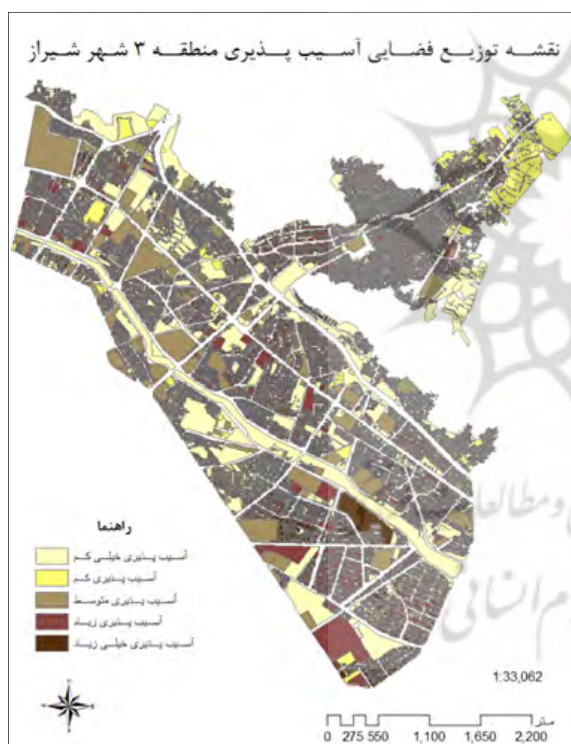 نقشه توزیع فضایی آسیب پذیری منطقه ۳ شهر شیراز
و مطالعا
م انسانی
راهنما
آسیب پذیری خیلی کم
آسیب پذیری کم
آسیب پذیری متوسط
آسیب پذیری زیاد
آسیب پذیری خیلی زیاد
1:33,062
متر
0 275 550 1,100 1,650 2,200